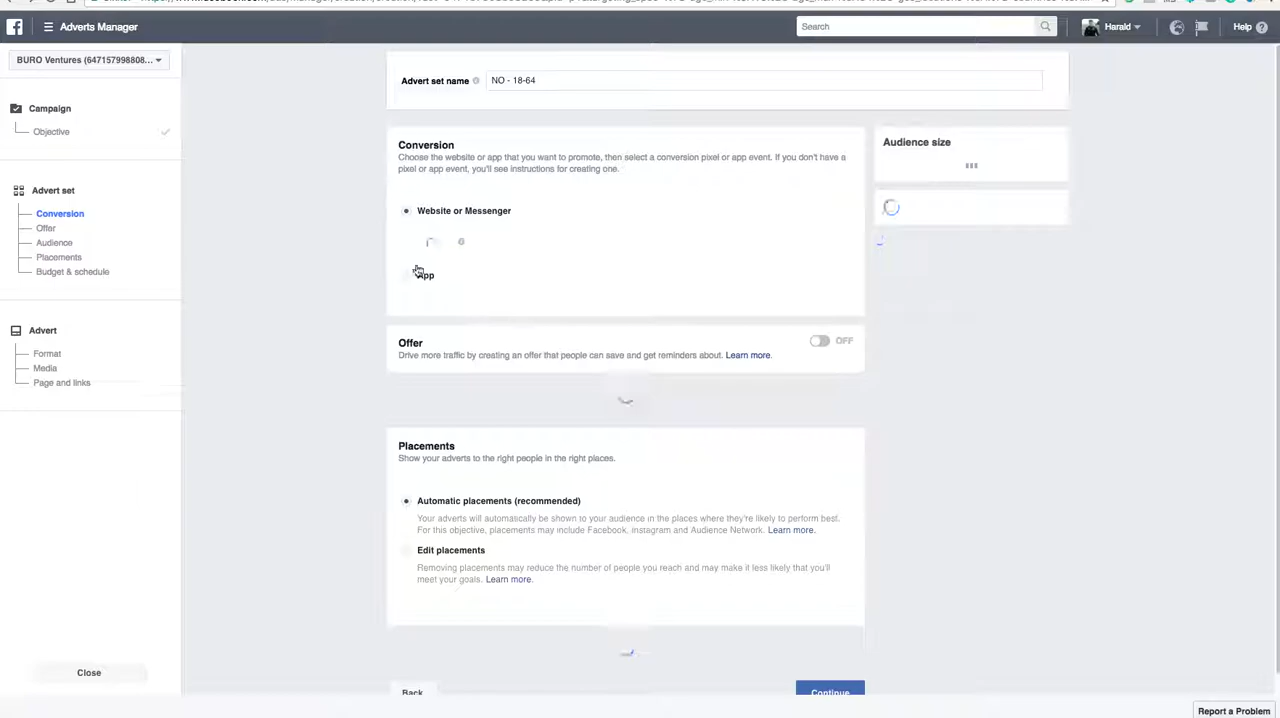 Adverts Manager
Search
Harald
Help
BURO Ventures (647157998808...
Campaign
Objective
Advert set
Conversion
Offer
Audience
Placements
Budget & schedule
Advert
Format
Media
Page and links
Close
Advert set name
NO - 18-64
Conversion
Choose the website or app that you want to promote, then select a conversion pixel or app event. If you don't have a
pixel or app event, you'll see instructions for creating one.
Website or Messenger
App
Offer
OFF
Drive more traffic by creating an offer that people can save and get reminders about. Learn more.
Placements
Show your adverts to the right people in the right places.
Automatic placements (recommended)
Your adverts will automatically be shown to your audience in the places where they're likely to perform best.
For this objective, placements may include Facebook, Instagram and Audience Network. Learn more.
Edit placements
Removing placements may reduce the number of people you reach and may make it less likely that you'll
meet your goals. Learn more.
Back
Continue
Audience size
Report a Problem